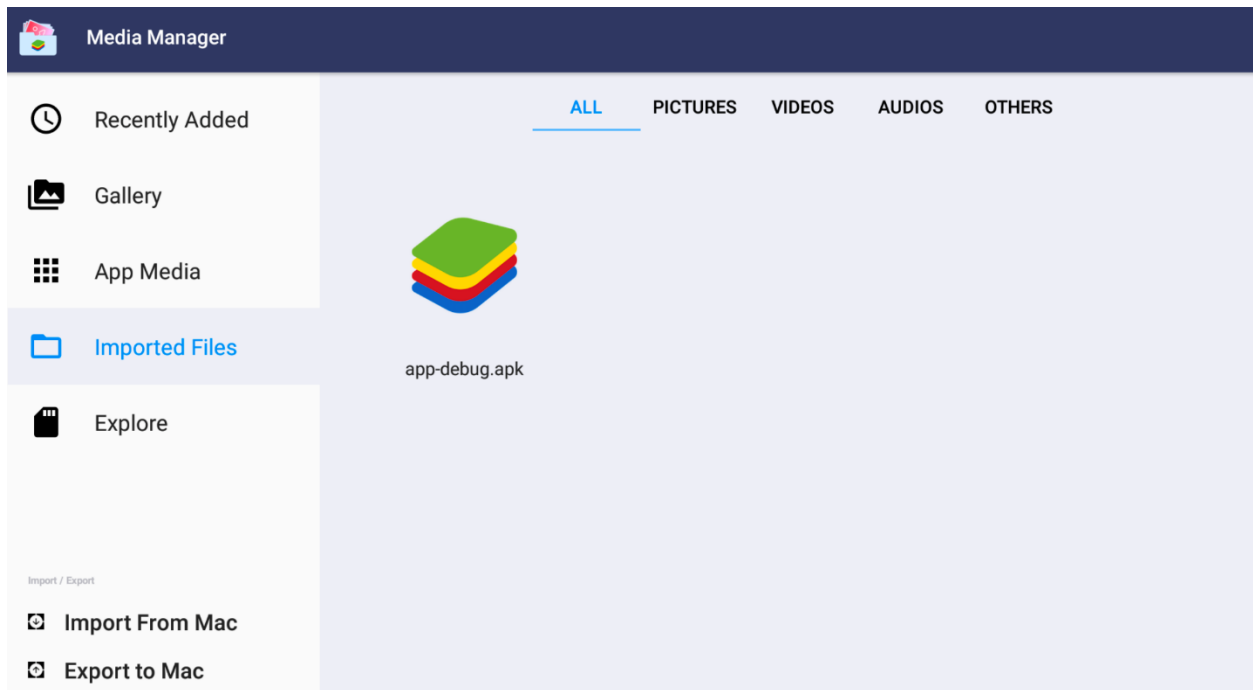 Media Manager
Recently Added
Gallery
App Media
Imported Files
Explore
Import / Export
Import From Mac
Export to Mac
ALL PICTURES VIDEOS AUDIOS OTHERS
app-debug.apk